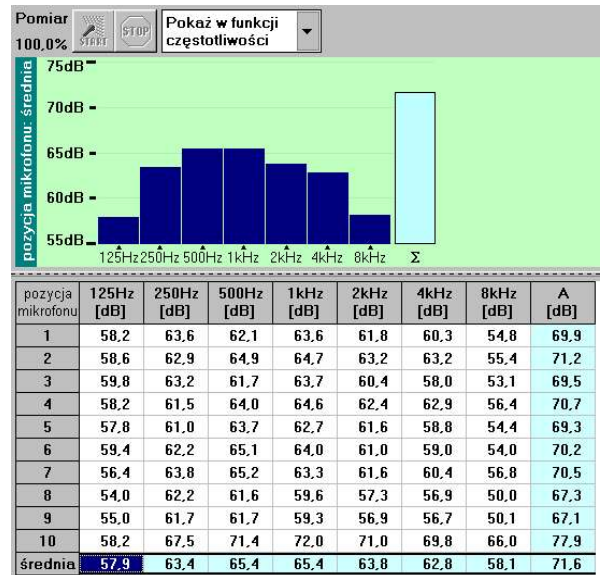 Pomiar
100,0% START STOP Pokaż w funkcji
częstotliwości
pozycja mikrofonu: średnia
75dB
70dB
65dB
60dB
55dB
125Hz 250Hz 500Hz 1kHz 2kHz 4kHz 8kHz Σ
pozycja mikrofonu 125Hz [dB] 250Hz [dB] 500Hz [dB] 1kHz [dB] 2kHz [dB] 4kHz [dB] 8kHz [dB] A [dB]
1 58,2 63,6 62,1 63,6 61,8 60,3 54,8 69,9
2 58,6 62,9 64,9 64,7 63,2 63,2 55,4 71,2
3 59,8 63,2 61,7 63,7 60,4 58,0 53,1 69,5
4 58,2 61,5 64,0 64,6 62,4 62,9 56,4 70,7
5 57,8 61,0 63,7 62,7 61,6 58,8 54,4 69,3
6 59,4 62,2 65,1 64,0 61,0 59,0 54,0 70,2
7 56,4 63,8 65,2 63,3 61,6 60,4 56,8 70,5
8 54,0 62,2 61,6 59,6 57,3 56,9 50,0 67,3
9 55,0 61,7 61,7 59,3 56,9 56,7 50,1 67,1
10 58,2 67,5 71,4 72,0 71,0 69,8 66,0 77,9
średnia 57,9 63,4 65,4 65,4 63,8 62,8 58,1 71,6